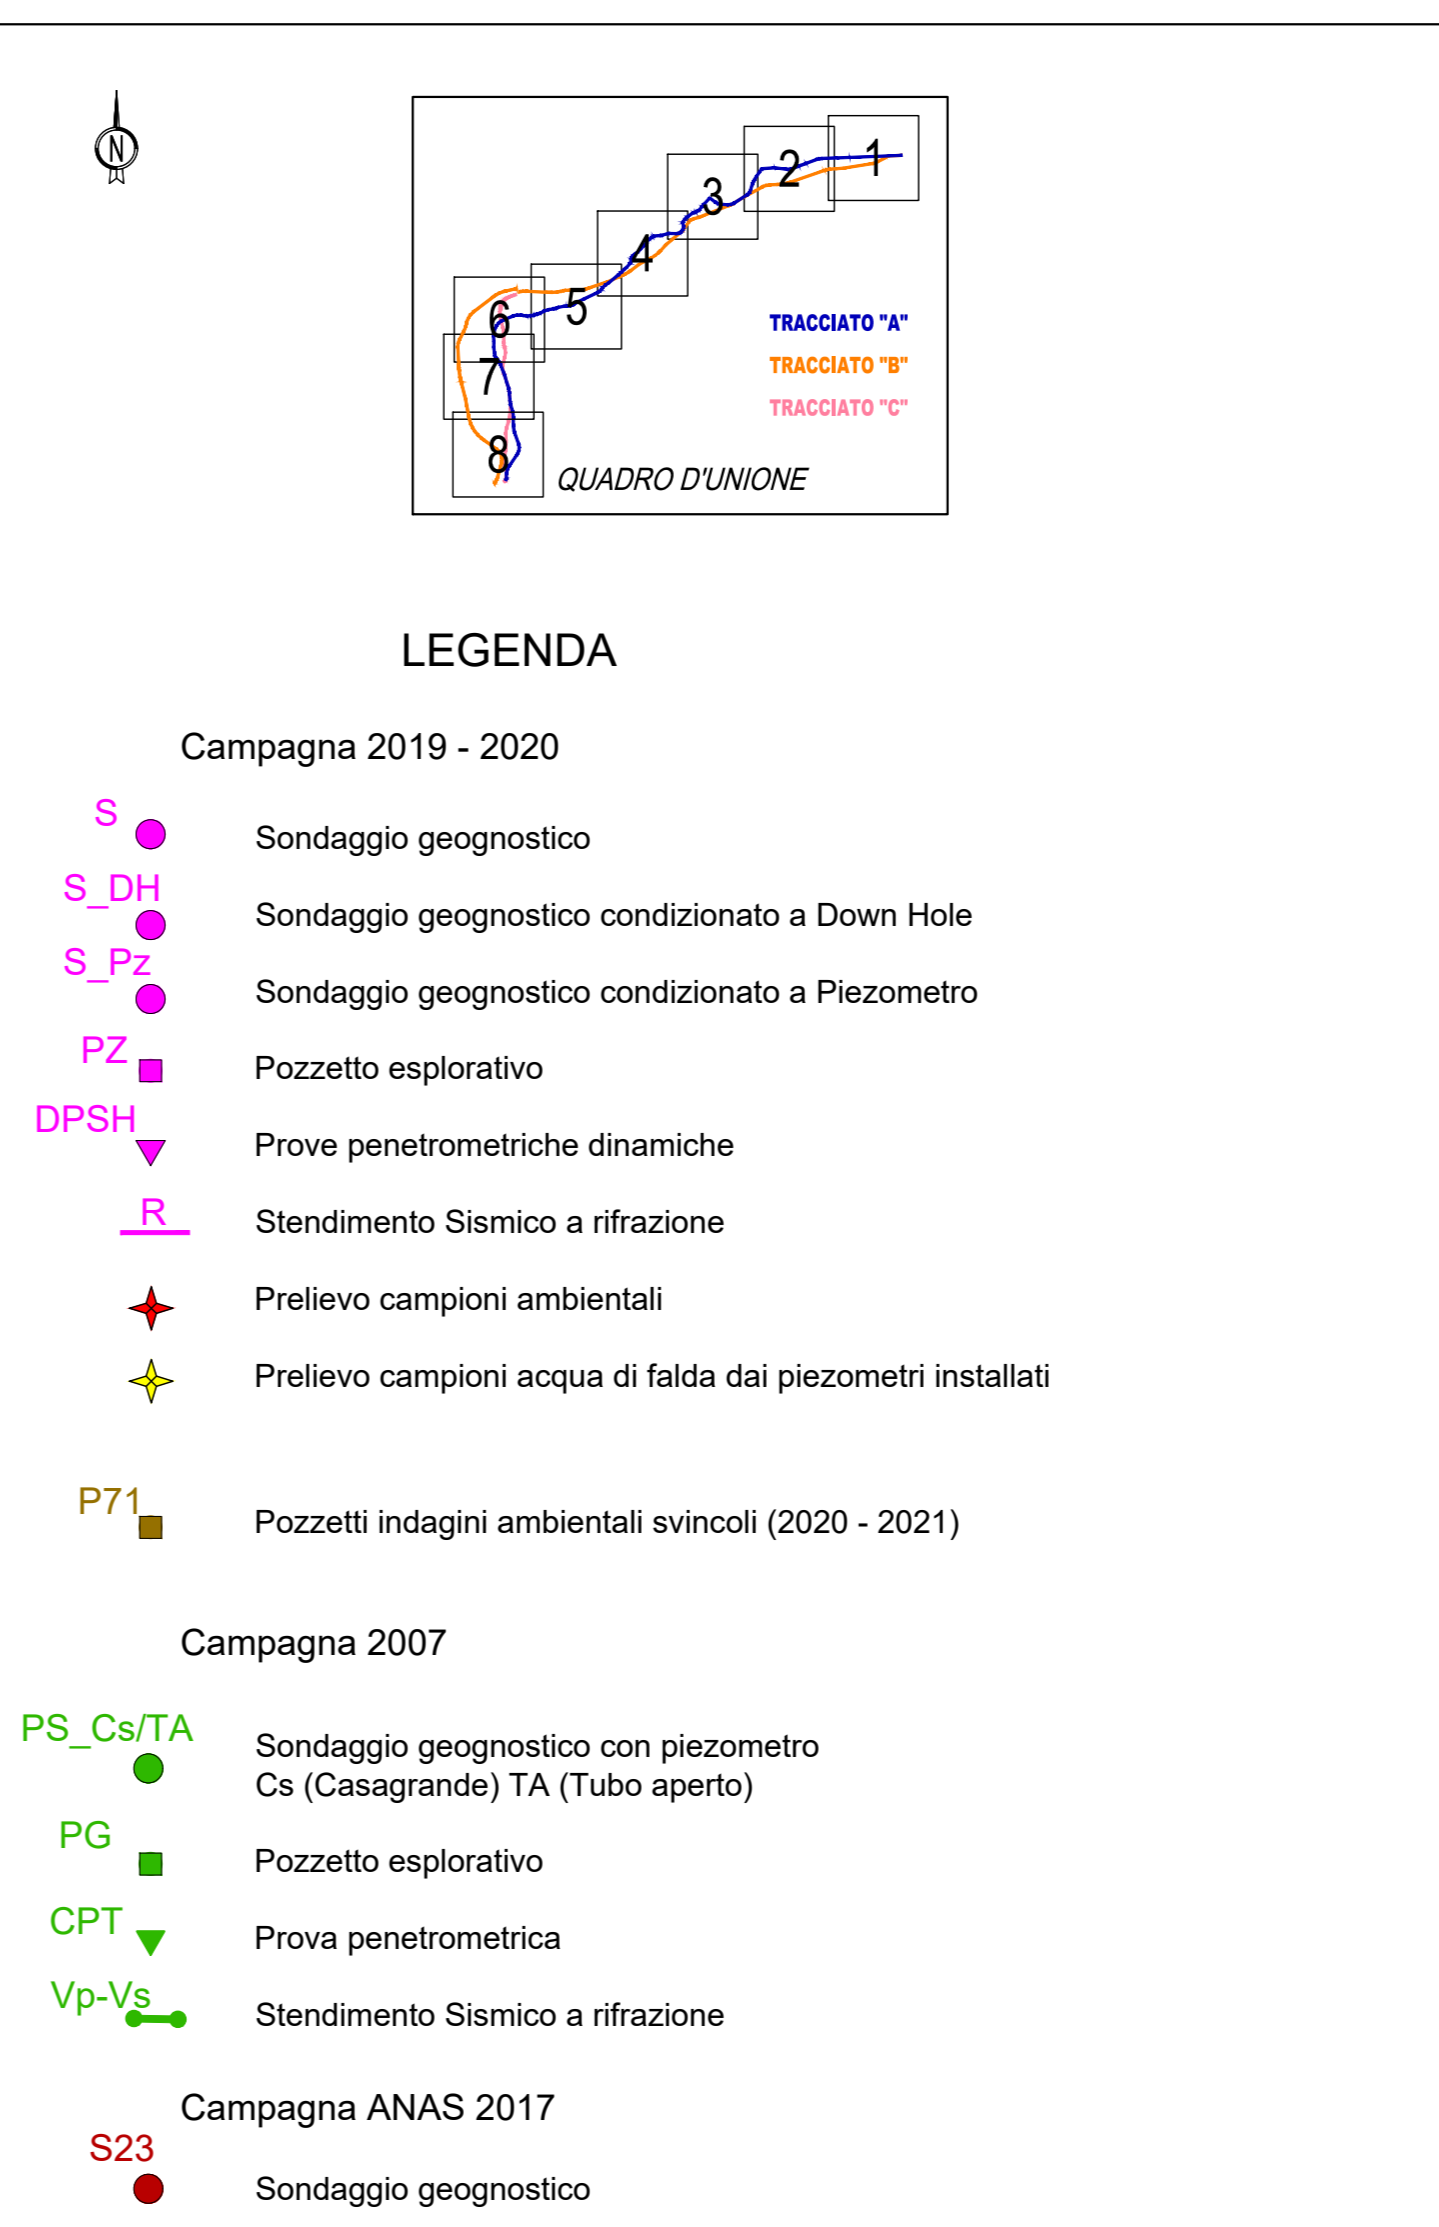 N
1
2
3
4
5
6
7
8
TRACCIATO "A"
TRACCIATO "B"
TRACCIATO "C"
QUADRO D'UNIONE
LEGENDA
Campagna 2019 - 2020
S
Sondaggio geognostico
S_DH
Sondaggio geognostico condizionato a Down Hole
S_Pz
Sondaggio geognostico condizionato a Piezometro
PZ
Pozzetto esplorativo
DPSH
Prove penetrometriche dinamiche
R
Stendimento Sismico a rifrazione
Prelievo campioni ambientali
Prelievo campioni acqua di falda dai piezometri installati
P71
Pozzetti indagini ambientali svincoli (2020 - 2021)
Campagna 2007
PS_Cs/TA
Sondaggio geognostico con piezometro
Cs (Casagrande) TA (Tubo aperto)
PG
Pozzetto esplorativo
CPT
Prova penetrometrica
Vp-Vs
Stendimento Sismico a rifrazione
Campagna ANAS 2017
S23
Sondaggio geognostico